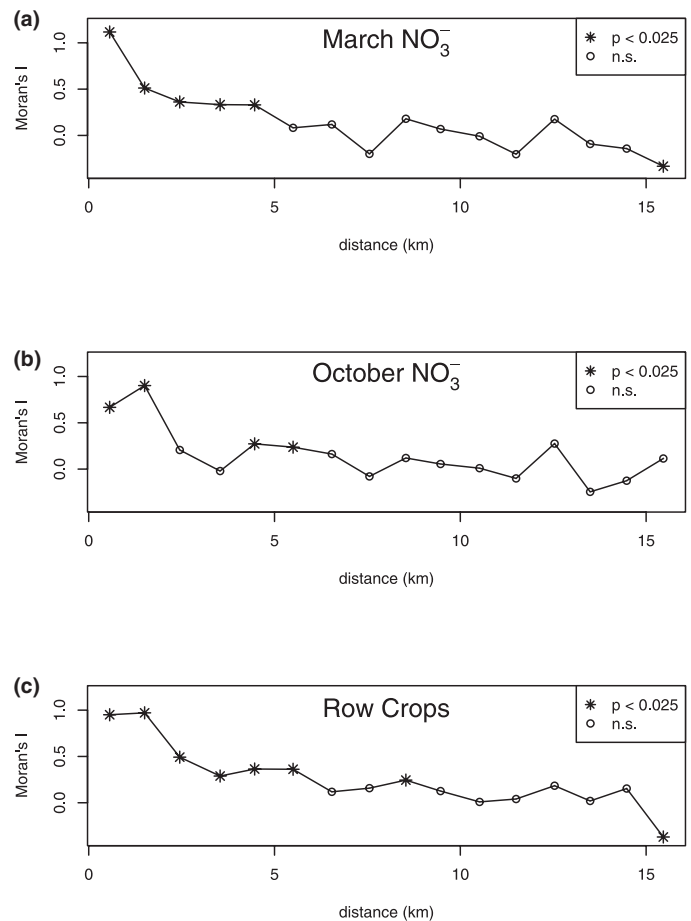 (a)
March NO₃⁻
✳ p < 0.025
○ n.s.
Moran's I
1.0
0.5
0.0
0 5 10 15
distance (km)
(b)
October NO₃⁻
✳ p < 0.025
○ n.s.
Moran's I
1.0
0.5
0.0
0 5 10 15
distance (km)
(c)
Row Crops
✳ p < 0.025
○ n.s.
Moran's I
1.0
0.5
0.0
0 5 10 15
distance (km)